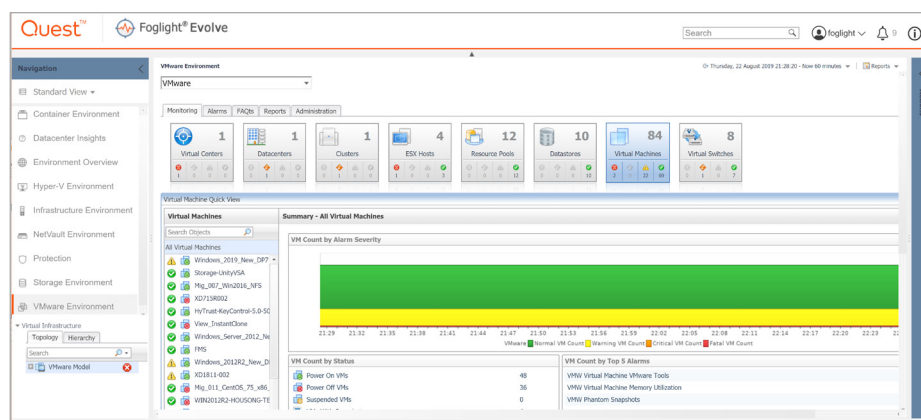 Quest™ Foglight® Evolve
Search foglight 9
Navigation
Standard View
Container Environment
Datacenter Insights
Environment Overview
Hyper-V Environment
Infrastructure Environment
NetVault Environment
Protection
Storage Environment
VMware Environment
Virtual Infrastructure
Topology Hierarchy
Search
VMware Model
VMware Environment
Thursday, 22 August 2019 21:28:20 - Now 60 minutes Reports
VMware
Monitoring Alarms FAQts Reports Administration
1 1 1 4 12 10 84 8
Virtual Centers Datacenters Clusters ESX Hosts Resource Pools Datastores Virtual Machines Virtual Switches
Virtual Machine Quick View
Virtual Machines
Search Objects
All Virtual Machines
Windows_2019_New_DP7
Storage-UnityVSA
Mig_007_Win2016_NFS
XD715R002
HyTrust-KeyControl-5.0-50
View_InstantClone
Windows_Server_2012_Ne
FMS
Windows_2012R2_New_D
XD1811-002
Mig_011_CentOS_75_x86_
WIN2012R2-HOUSONG-TE
Summary - All Virtual Machines
VM Count by Alarm Severity
21:29 21:32 21:35 21:38 21:41 21:44 21:47 21:50 21:53 21:56 21:59 22:02 22:05 22:08 22:11 22:14 22:17 22:20 22:23
VMware Normal VM Count Warning VM Count Critical VM Count Fatal VM Count
VM Count by Status
Power On VMs 48
Power Off VMs 36
Suspended VMs 0
VM Count by Top 5 Alarms
VMW Virtual Machine VMware Tools
VMW Virtual Machine Memory Utilization
VMW Phantom Snapshots